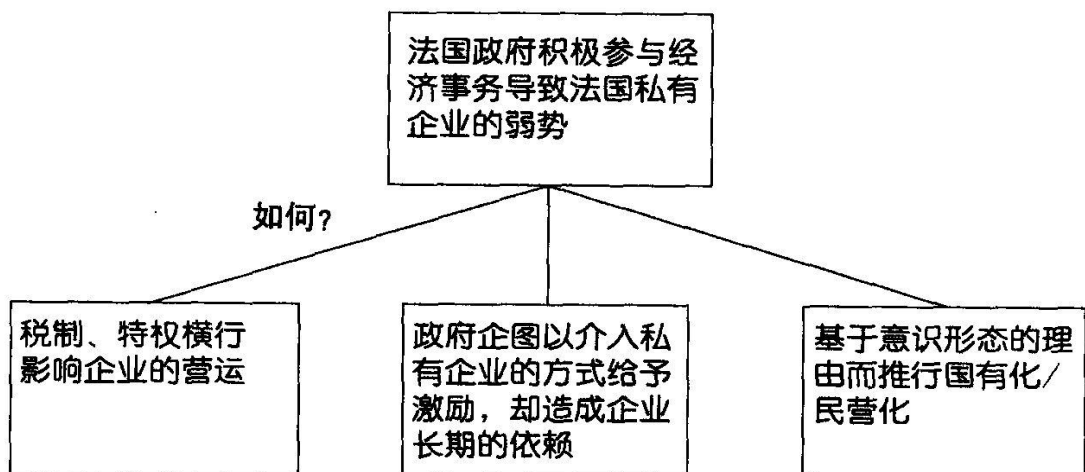 法国政府积极参与经
济事务导致法国私有
企业的弱势
如何?
税制、特权横行
影响企业的营运
政府企图以介入私
有企业的方式给予
激励，却造成企业
长期的依赖
基于意识形态的理
由而推行国有化/
民营化